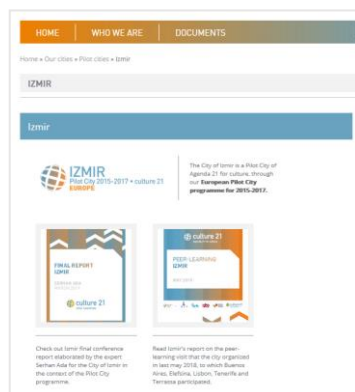 HOME WHO WE ARE DOCUMENTS
Home » Our cities » Pilot cities » Izmir
IZMIR
Izmir
IZMIR
Pilot City 2015-2017 • culture 21
EUROPE
The City of Izmir is a Pilot City of
Agenda 21 for culture, through
our European Pilot City
programme for 2015-2017.
FINAL REPORT
IZMIR
culture 21
culture 21
PEER-LEARNING
IZMIR
Check out Izmir final conference
report elaborated by the expert
Serhan Ada for the City of Izmir in
the context of the Pilot City
programme.
Read Izmir's report on the peer-
learning visit that the city organized
in last may 2018, to which Buenos
Aires, Elefsina, Lisbon, Tenerife and
Terrassa participated.